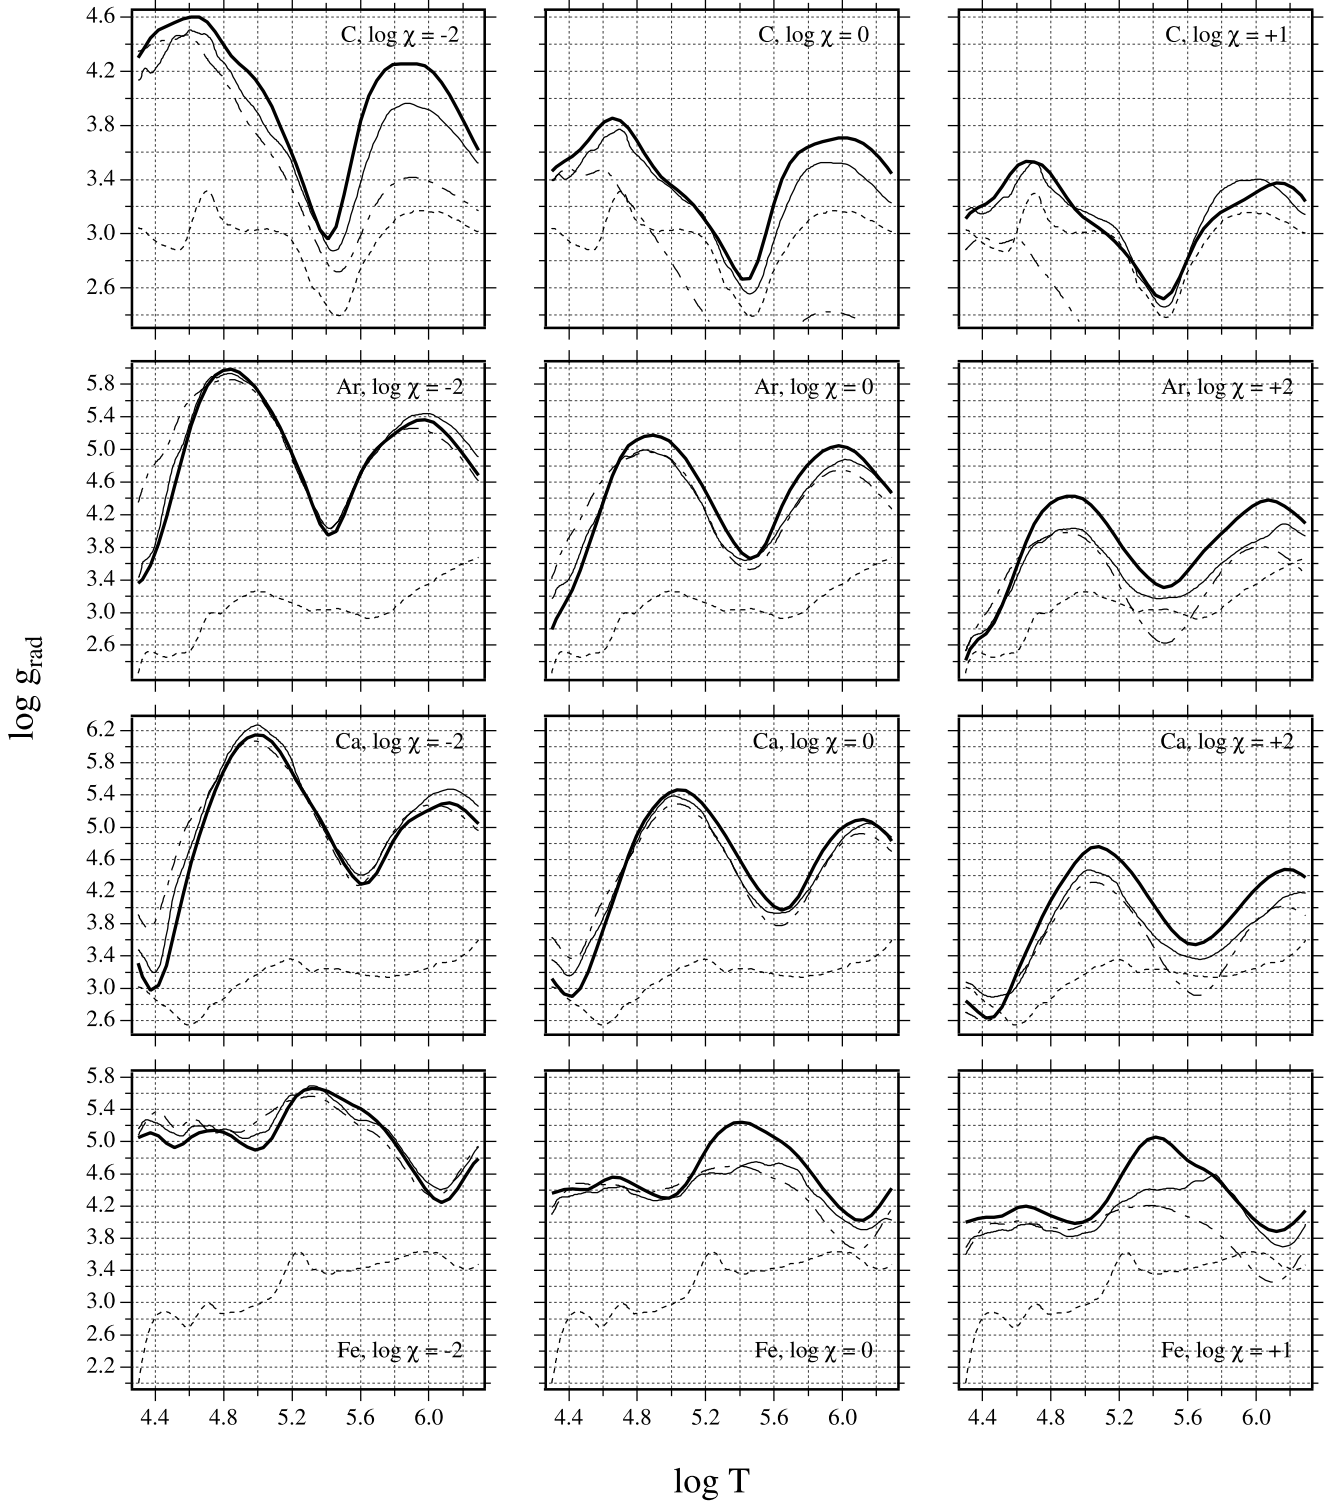 4.6
4.2
3.8
3.4
3.0
2.6
C, log χ = -2
C, log χ = 0
C, log χ = +1
5.8
5.4
5.0
4.6
4.2
3.8
3.4
3.0
2.6
Ar, log χ = -2
Ar, log χ = 0
Ar, log χ = +2
log grad
6.2
5.8
5.4
5.0
4.6
4.2
3.8
3.4
3.0
2.6
Ca, log χ = -2
Ca, log χ = 0
Ca, log χ = +2
5.8
5.4
5.0
4.6
4.2
3.8
3.4
3.0
2.6
2.2
Fe, log χ = -2
Fe, log χ = 0
Fe, log χ = +1
4.4 4.8 5.2 5.6 6.0
4.4 4.8 5.2 5.6 6.0
4.4 4.8 5.2 5.6 6.0
log T